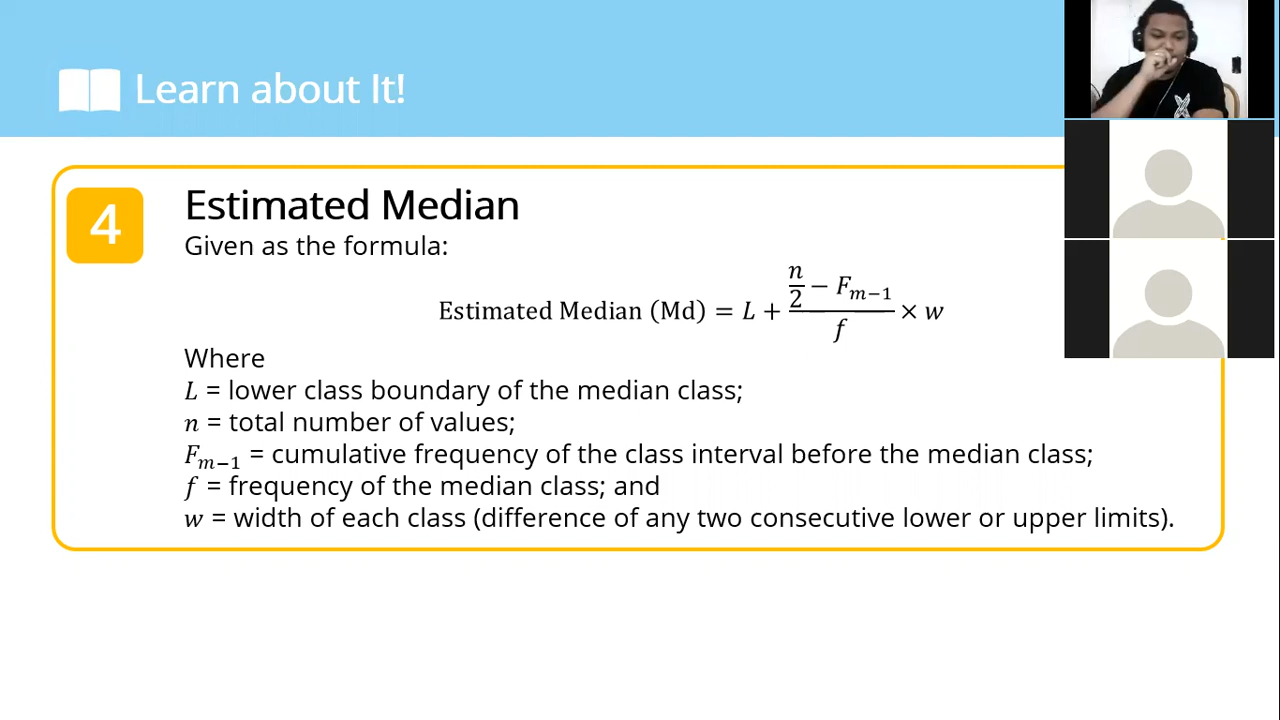 Learn about It!
4
Estimated Median
Given as the formula:
Estimated Median (Md) = L + \frac{\frac{n}{2} − F_{m−1}}{f} × w
Where
L = lower class boundary of the median class;
n = total number of values;
F_{m−1} = cumulative frequency of the class interval before the median class;
f = frequency of the median class; and
w = width of each class (difference of any two consecutive lower or upper limits).